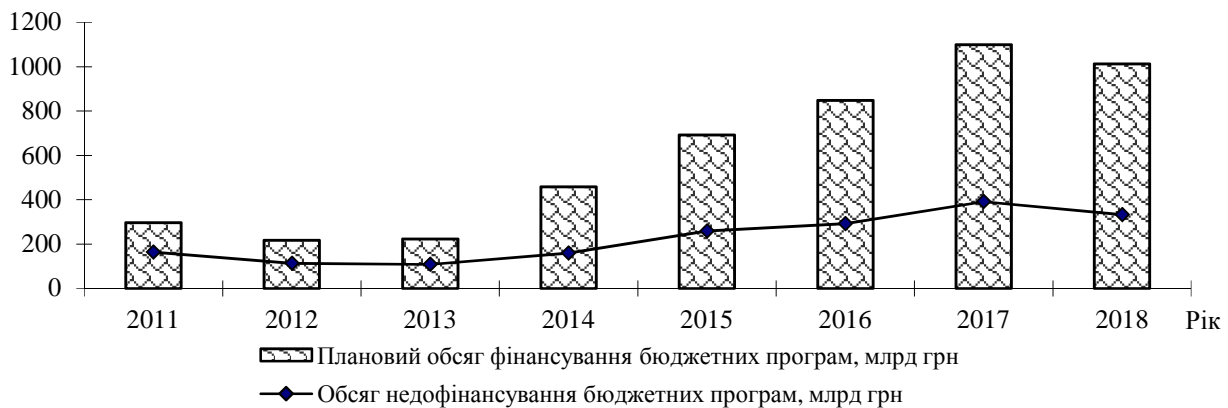 1200
1000
800
600
400
200
0
2011 2012 2013 2014 2015 2016 2017 2018 Рік
Плановий обсяг фінансування бюджетних програм, млрд грн
Обсяг недофінансування бюджетних програм, млрд грн